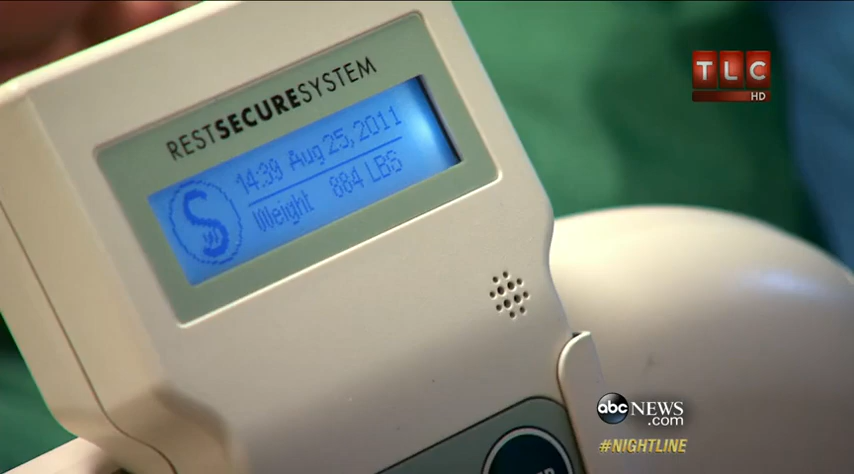 RESTSECURESYSTEM
14:39 Aug 25, 2011
Weight 884 LBS
TLC
HD
abc NEWS
.com
#NIGHTLINE